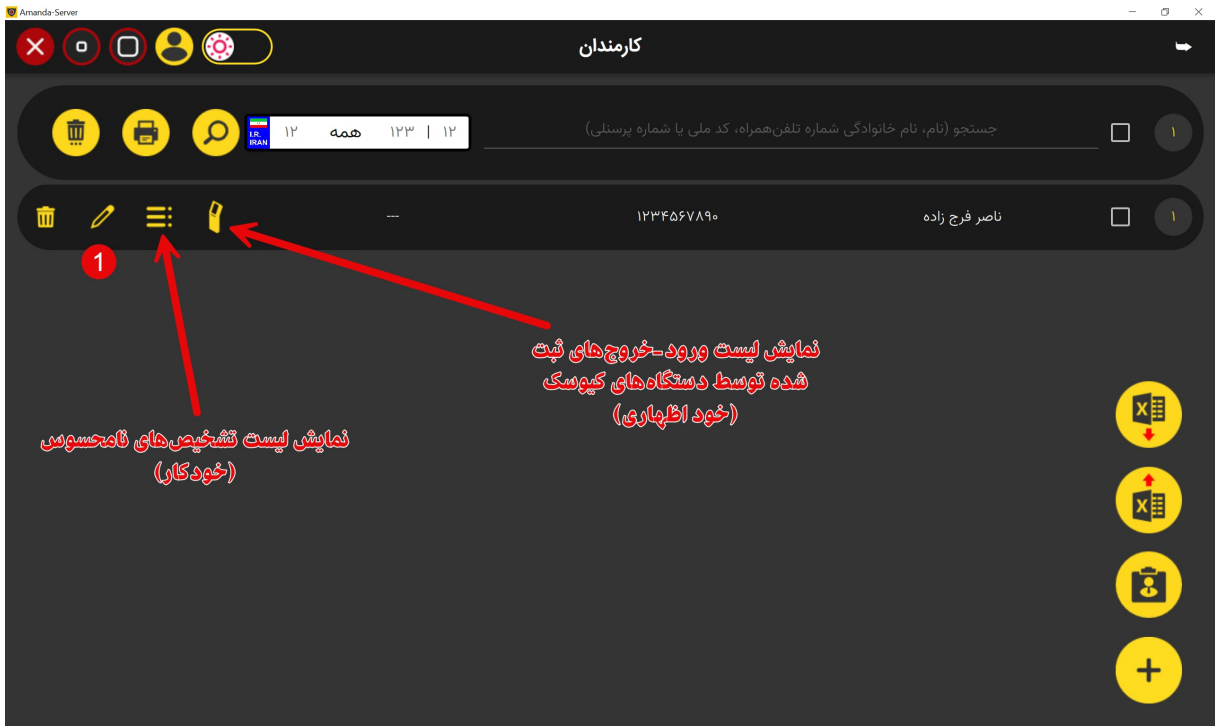 Amanda-Server
کارمندان
جستجو (نام، نام خانوادگی شماره تلفن‌همراه، کد ملی یا شماره پرسنلی)
۱
۱۲ | ۱۲۳ همه ۱۲
I.R.
IRAN
۱
ناصر فرج زاده
۱۲۳۴۵۶۷۸۹۰
---
1
نمایش لیست ورود-خروج‌های ثبت
شده توسط دستگاه‌های کیوسک
(خود اظهاری)
نمایش لیست تشخیص‌های نامحسوس
(خودکار)